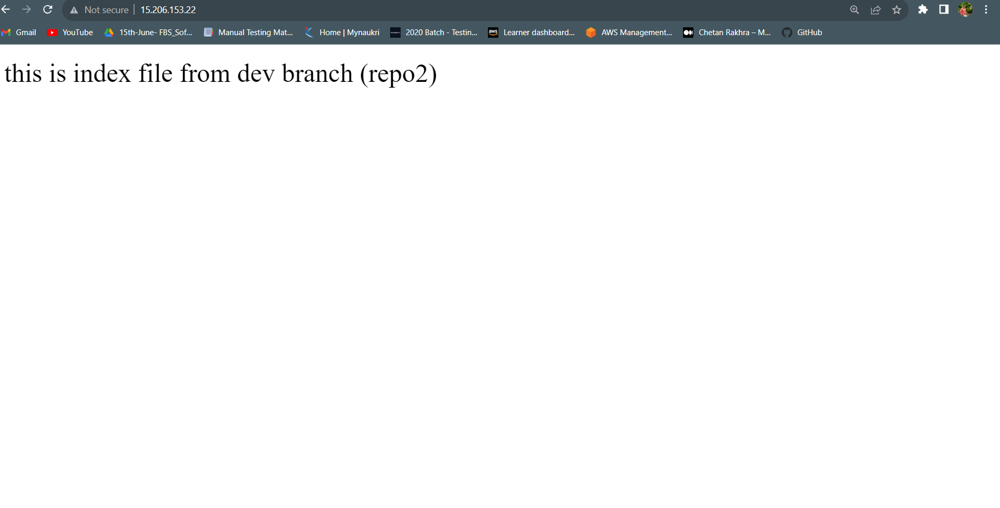 Not secure | 15.206.153.22
Gmail YouTube 15th-June- FBS_Sof... Manual Testing Mat... Home | Mynaukri 2020 Batch - Testin... aws Learner dashboard... AWS Management... Chetan Rakhra – M... GitHub
this is index file from dev branch (repo2)